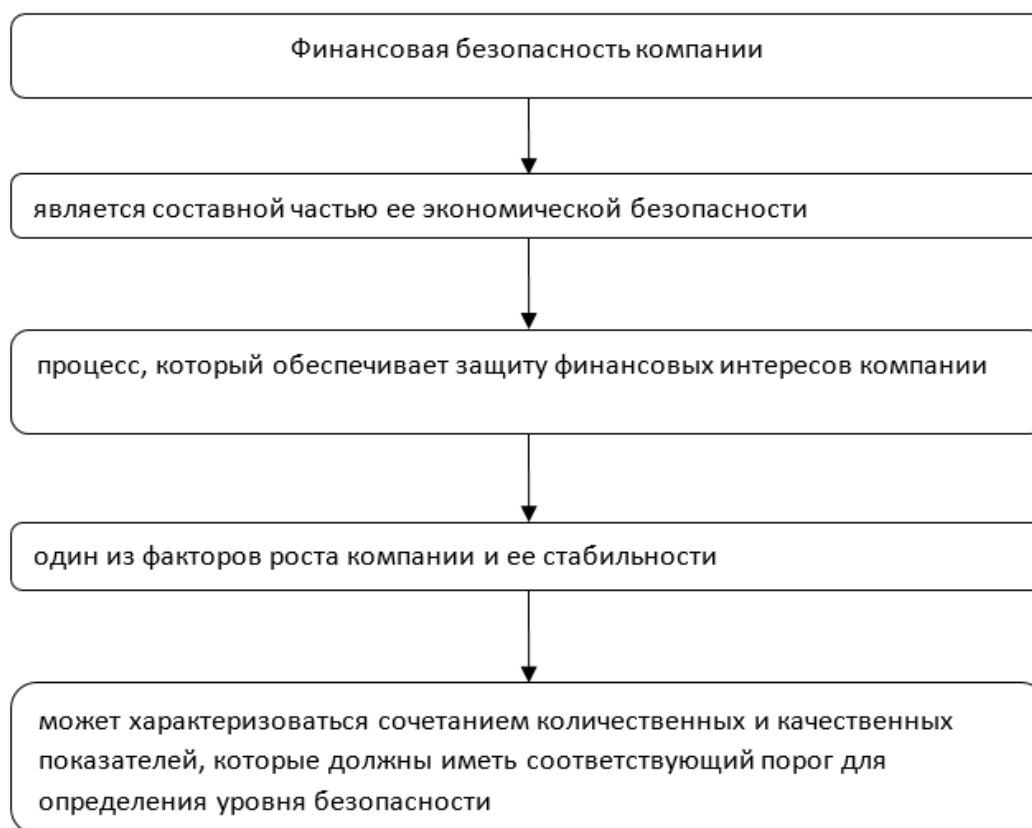 Финансовая безопасность компании
является составной частью ее экономической безопасности
процесс, который обеспечивает защиту финансовых интересов компании
один из факторов роста компании и ее стабильности
может характеризоваться сочетанием количественных и качественных
показателей, которые должны иметь соответствующий порог для
определения уровня безопасности